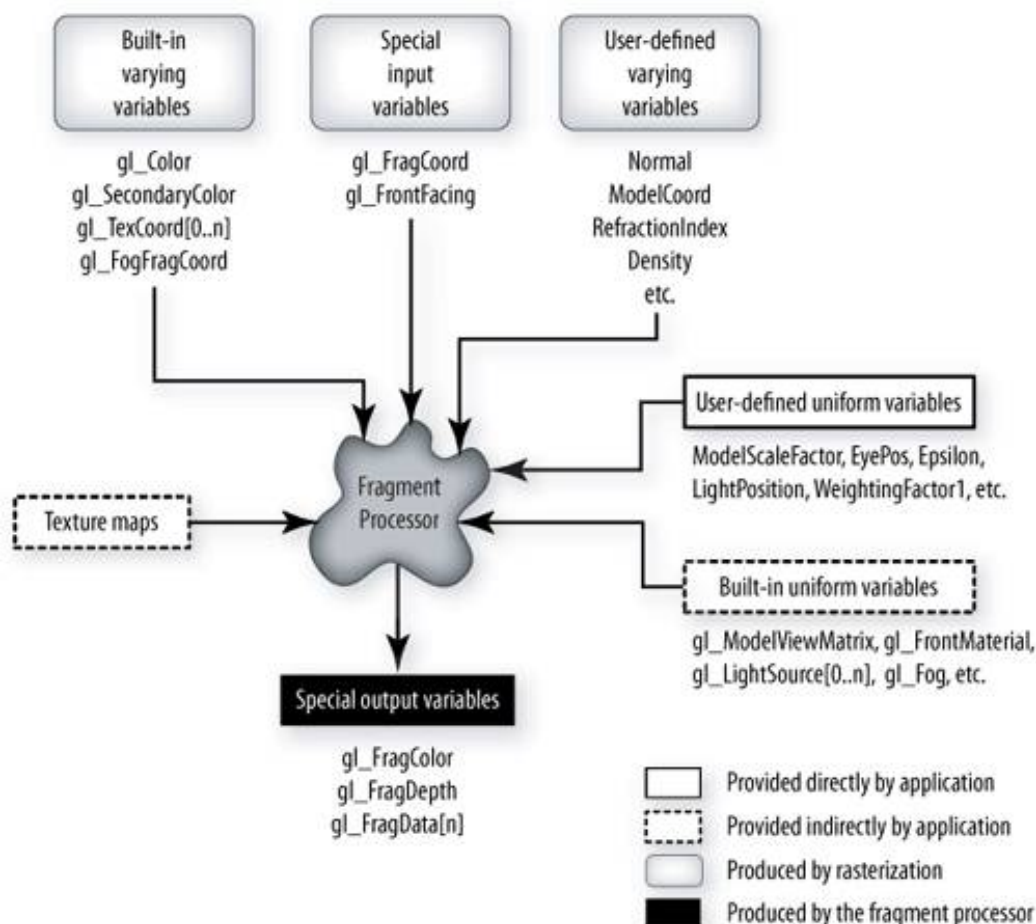 Built-in
varying
variables
Special
input
variables
User-defined
varying
variables
gl_Color
gl_SecondaryColor
gl_TexCoord[0..n]
gl_FogFragCoord
gl_FragCoord
gl_FrontFacing
Normal
ModelCoord
RefractionIndex
Density
etc.
User-defined uniform variables
ModelScaleFactor, EyePos, Epsilon,
LightPosition, WeightingFactor1, etc.
Fragment
Processor
Texture maps
Built-in uniform variables
gl_ModelViewMatrix, gl_FrontMaterial,
gl_LightSource[0..n], gl_Fog, etc.
Special output variables
gl_FragColor
gl_FragDepth
gl_FragData[n]
Provided directly by application
Provided indirectly by application
Produced by rasterization
Produced by the fragment processor